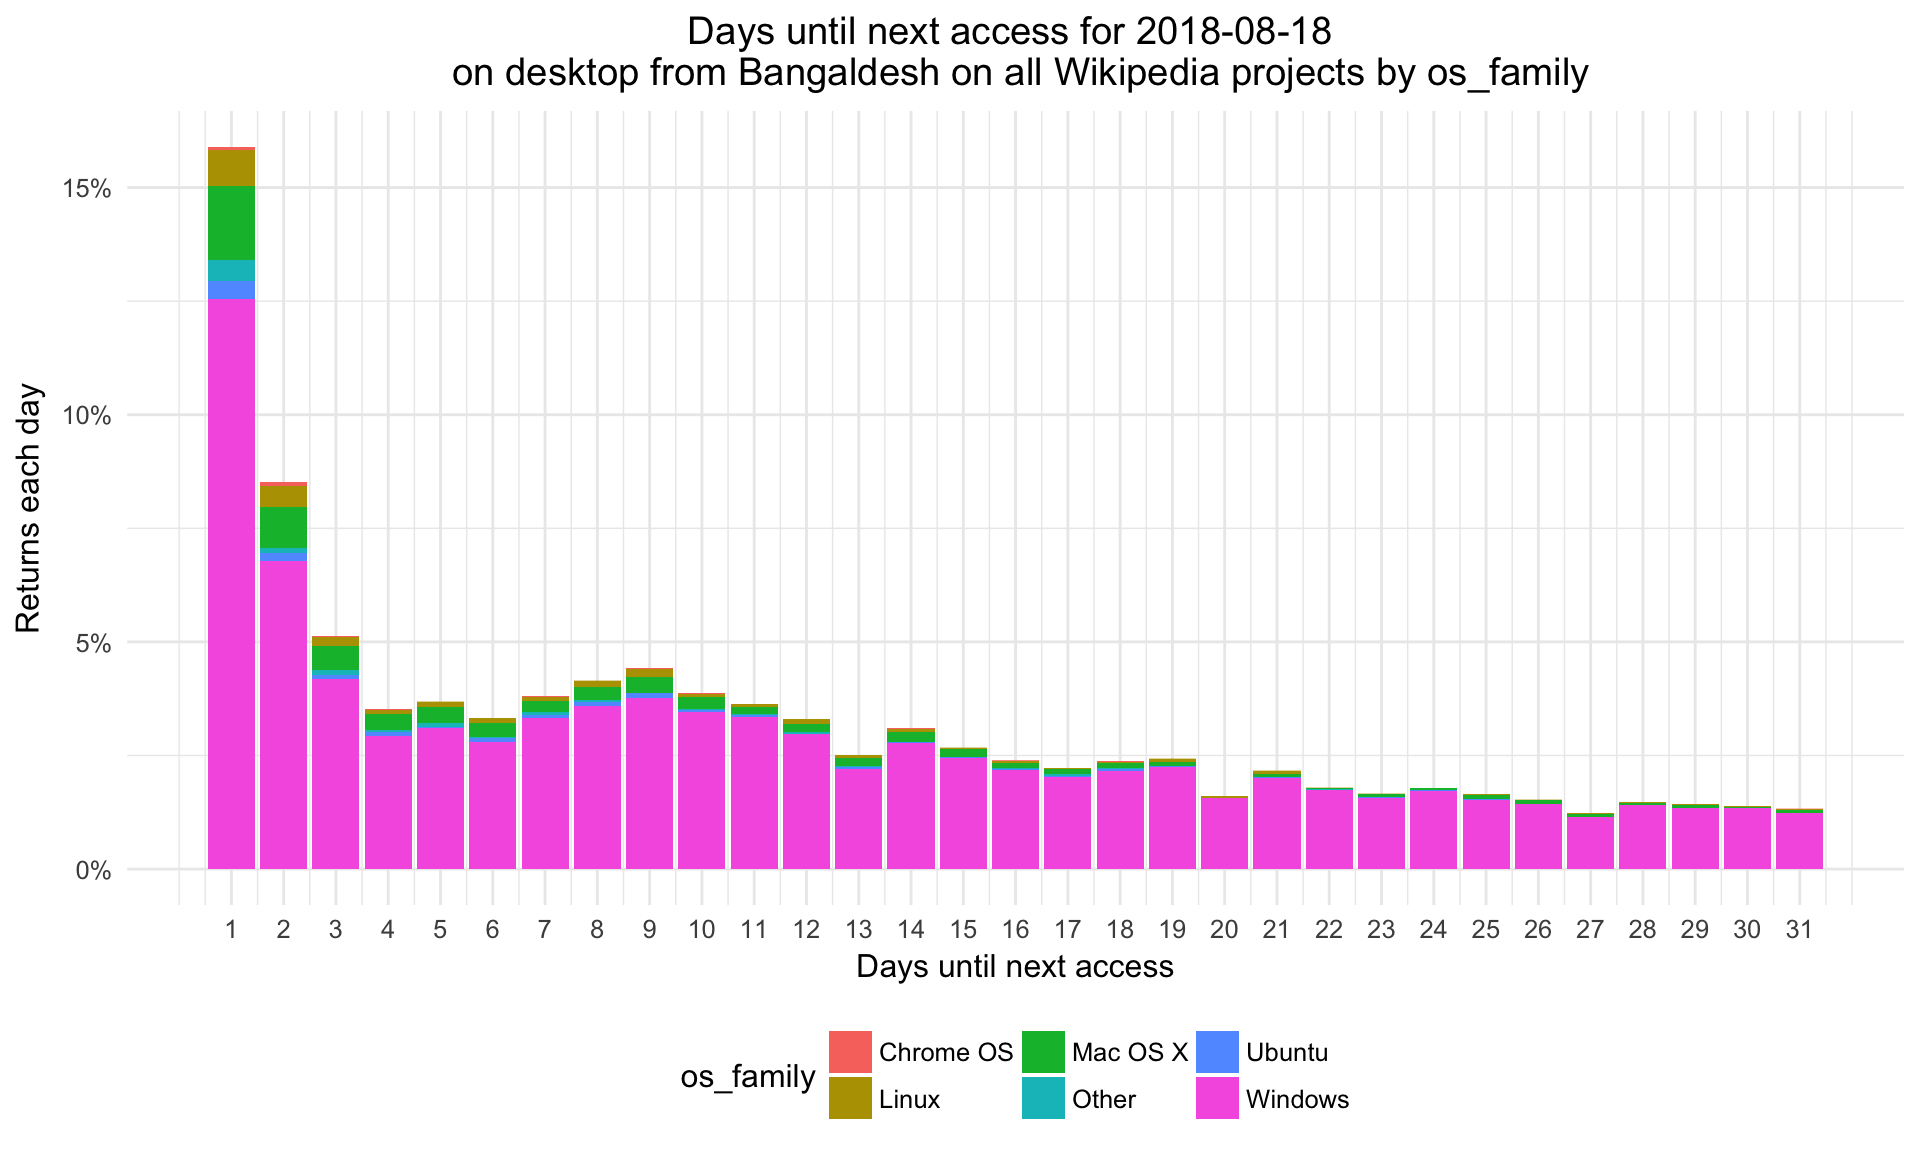 Days until next access for 2018-08-18
on desktop from Bangaldesh on all Wikipedia projects by os_family
Returns each day
15%
10%
5%
0%
1 2 3 4 5 6 7 8 9 10 11 12 13 14 15 16 17 18 19 20 21 22 23 24 25 26 27 28 29 30 31
Days until next access
os_family
Chrome OS Mac OS X Ubuntu
Linux Other Windows